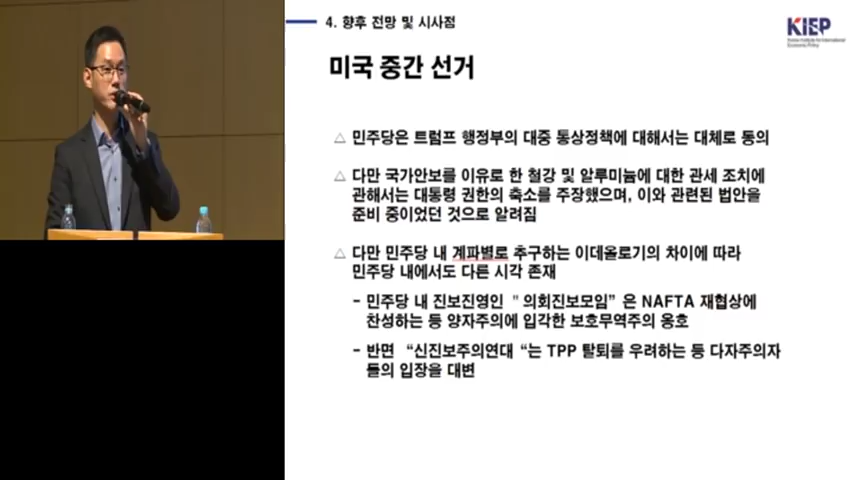 4. 향후 전망 및 시사점
KIEP
Korea Institute for International
Economic Policy
미국 중간 선거
△ 민주당은 트럼프 행정부의 대중 통상정책에 대해서는 대체로 동의
△ 다만 국가안보를 이유로 한 철강 및 알루미늄에 대한 관세 조치에
관해서는 대통령 권한의 축소를 주장했으며, 이와 관련된 법안을
준비 중이었던 것으로 알려짐
△ 다만 민주당 내 계파별로 추구하는 이데올로기의 차이에 따라
민주당 내에서도 다른 시각 존재
- 민주당 내 진보진영인 "의회진보모임” 은 NAFTA 재협상에
찬성하는 등 양자주의에 입각한 보호무역주의 옹호
- 반면 “신진보주의연대 “는 TPP 탈퇴를 우려하는 등 다자주의자
들의 입장을 대변